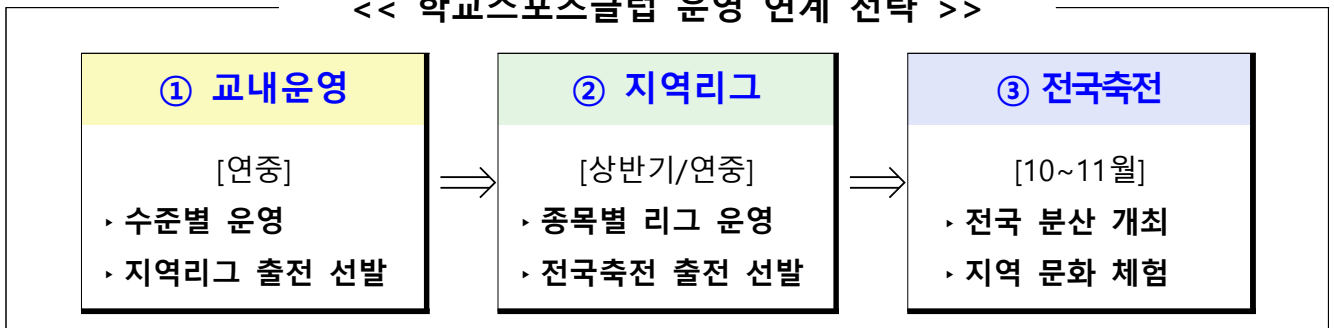 << 학교스포츠클럽 운영 연계 전략 >>
① 교내운영
[연중]
‣ 수준별 운영
‣ 지역리그 출전 선발
⇒
② 지역리그
[상반기/연중]
‣ 종목별 리그 운영
‣ 전국축전 출전 선발
⇒
③ 전국축전
[10~11월]
‣ 전국 분산 개최
‣ 지역 문화 체험